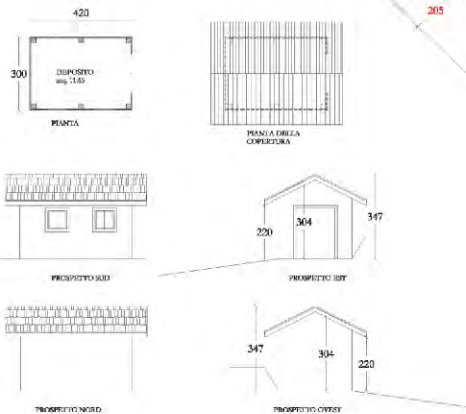 420
205
300
DEPOSITO
PIANTA
PIANTA DELLA
COPERTURA
220
304
347
PROSPETTO SUD
PROSPETTO EST
347
304
220
PROSPETTO NORD
PROSPETTO OVEST